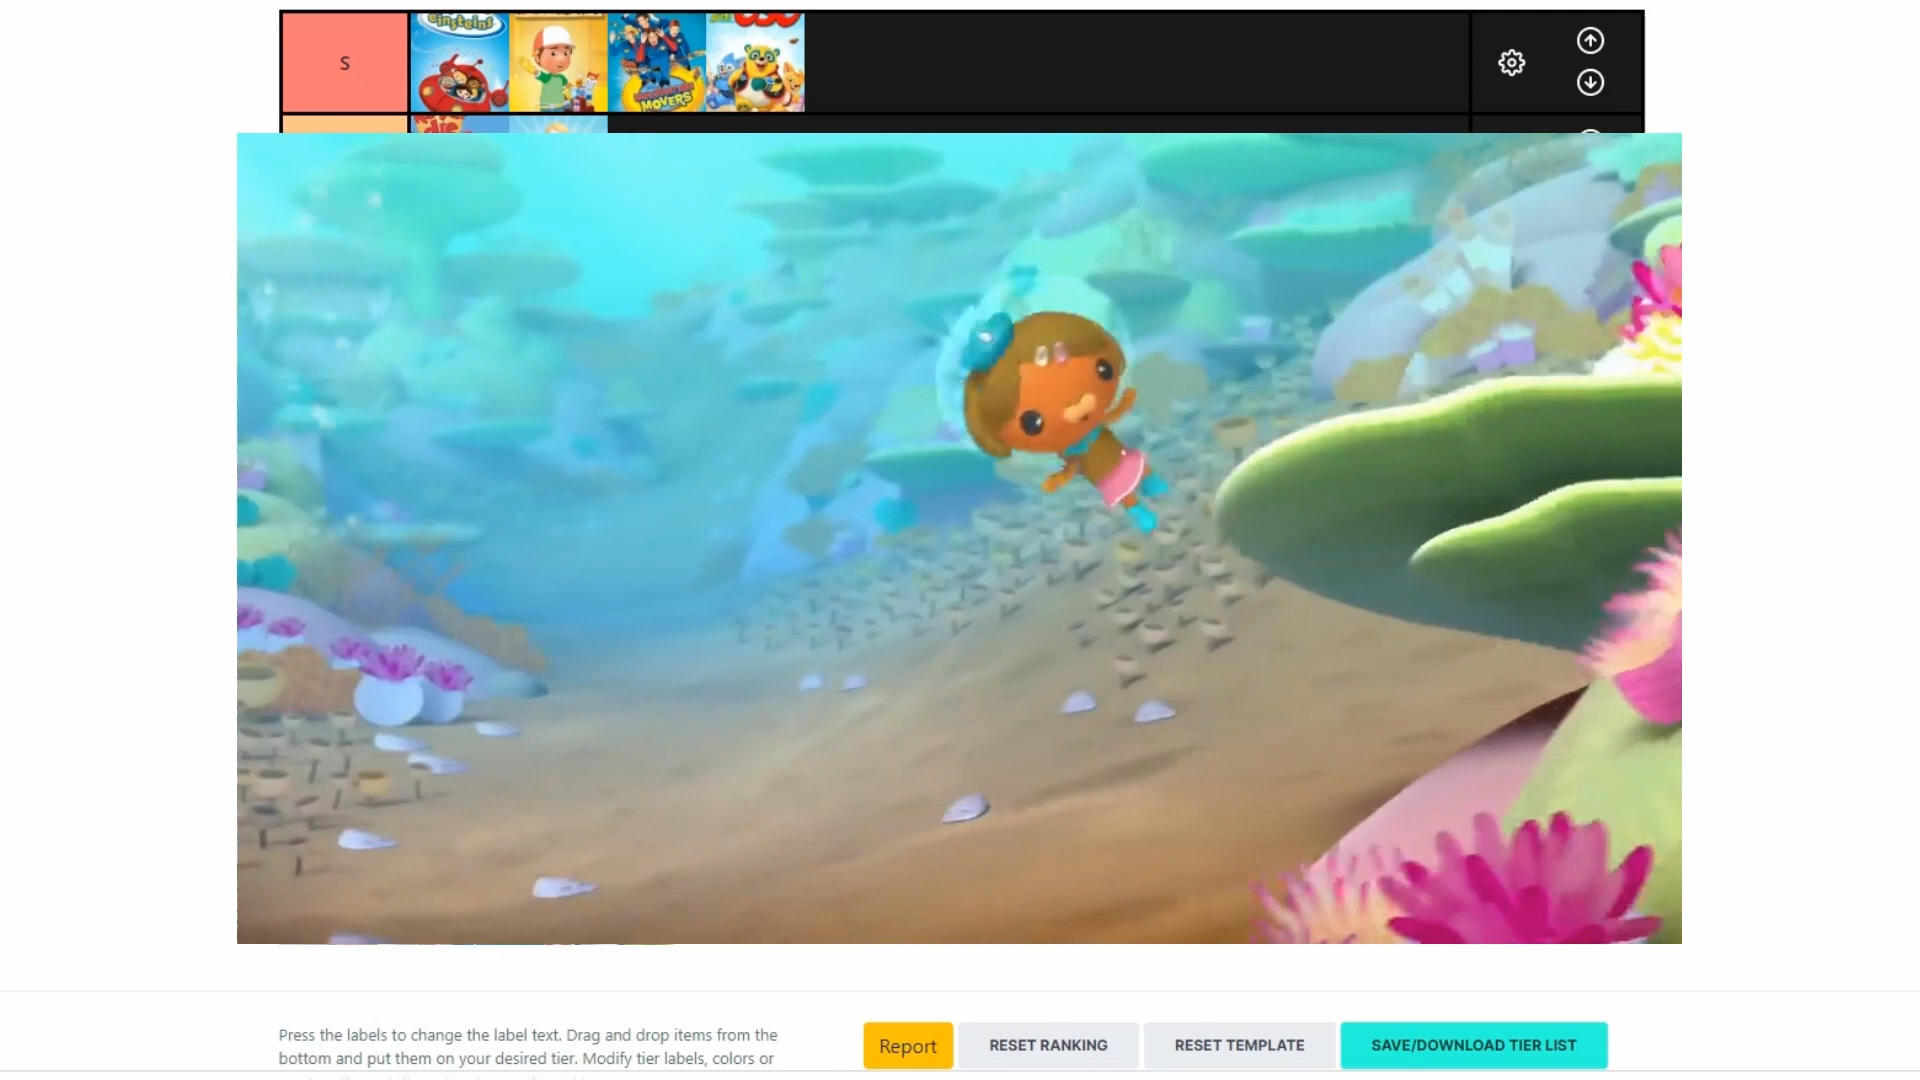 einsteins
OSO
S
MOVERS
Press the labels to change the label text. Drag and drop items from the
bottom and put them on your desired tier. Modify tier labels, colors or
Report
RESET RANKING
RESET TEMPLATE
SAVE/DOWNLOAD TIER LIST